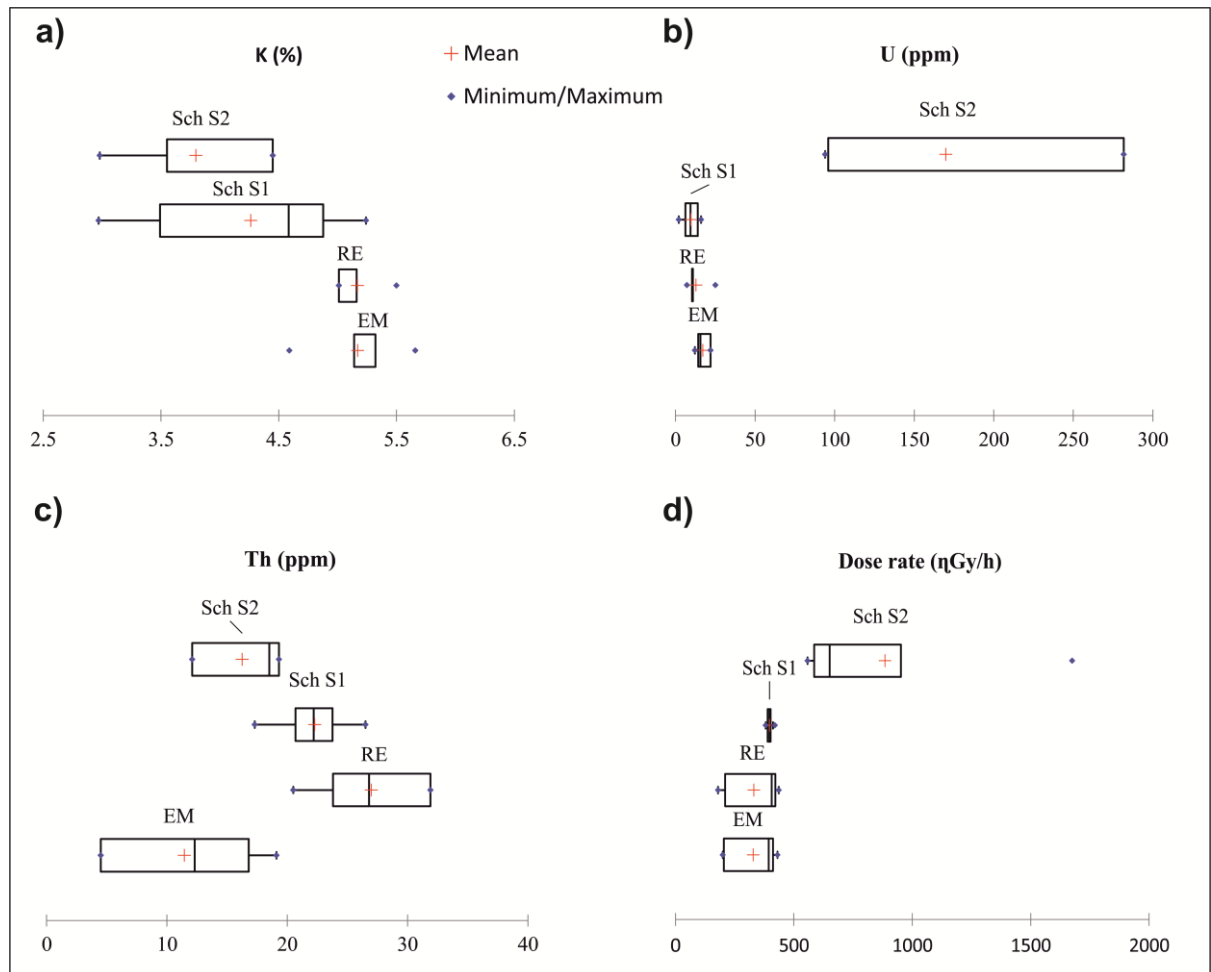 a)
K (%)
Mean
Minimum/Maximum
Sch S2
Sch S1
RE
EM
2.5 3.5 4.5 5.5 6.5
b)
U (ppm)
Sch S2
Sch S1
RE
EM
0 50 100 150 200 250 300
c)
Th (ppm)
Sch S2
Sch S1
RE
EM
0 10 20 30 40
d)
Dose rate (ηGy/h)
Sch S2
Sch S1
RE
EM
0 500 1000 1500 2000